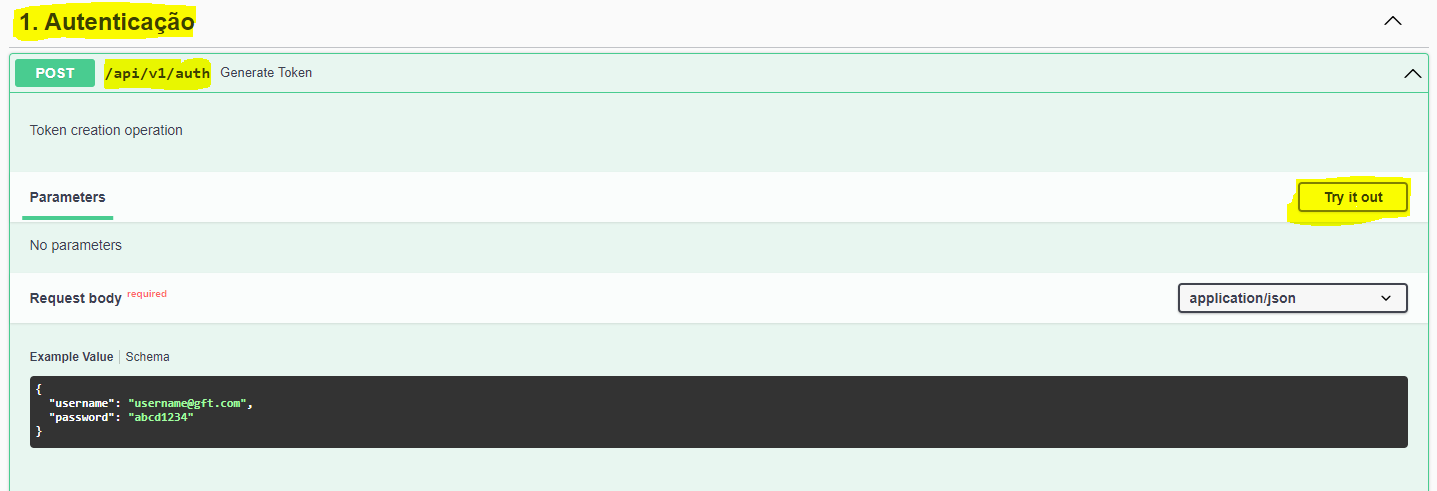 1. Autenticação
POST /api/v1/auth Generate Token
Token creation operation
Parameters Try it out
No parameters
Request body required application/json
Example Value Schema
{
"username": "username@gft.com",
"password": "abcd1234"
}